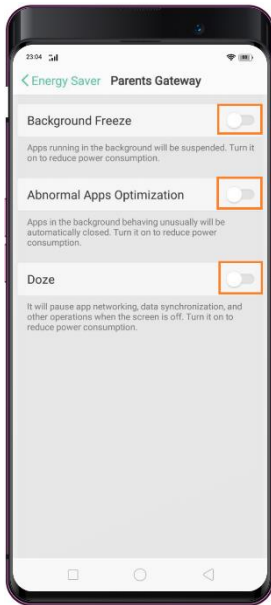 23:04
Energy Saver Parents Gateway
Background Freeze
Apps running in the background will be suspended. Turn it
on to reduce power consumption.
Abnormal Apps Optimization
Apps in the background behaving unusually will be
automatically closed. Turn it on to reduce power
consumption.
Doze
It will pause app networking, data synchronization, and
other operations when the screen is off. Turn it on to
reduce power consumption.